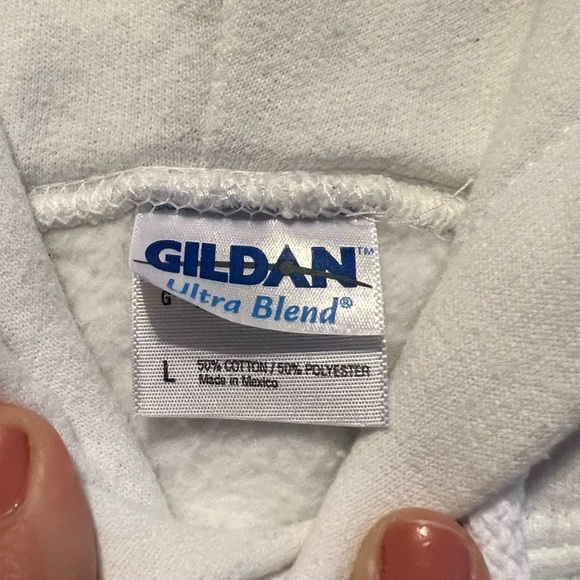 GILDAN™
Ultra Blend®
G
L
50% COTTON / 50% POLYESTER
Made in Mexico